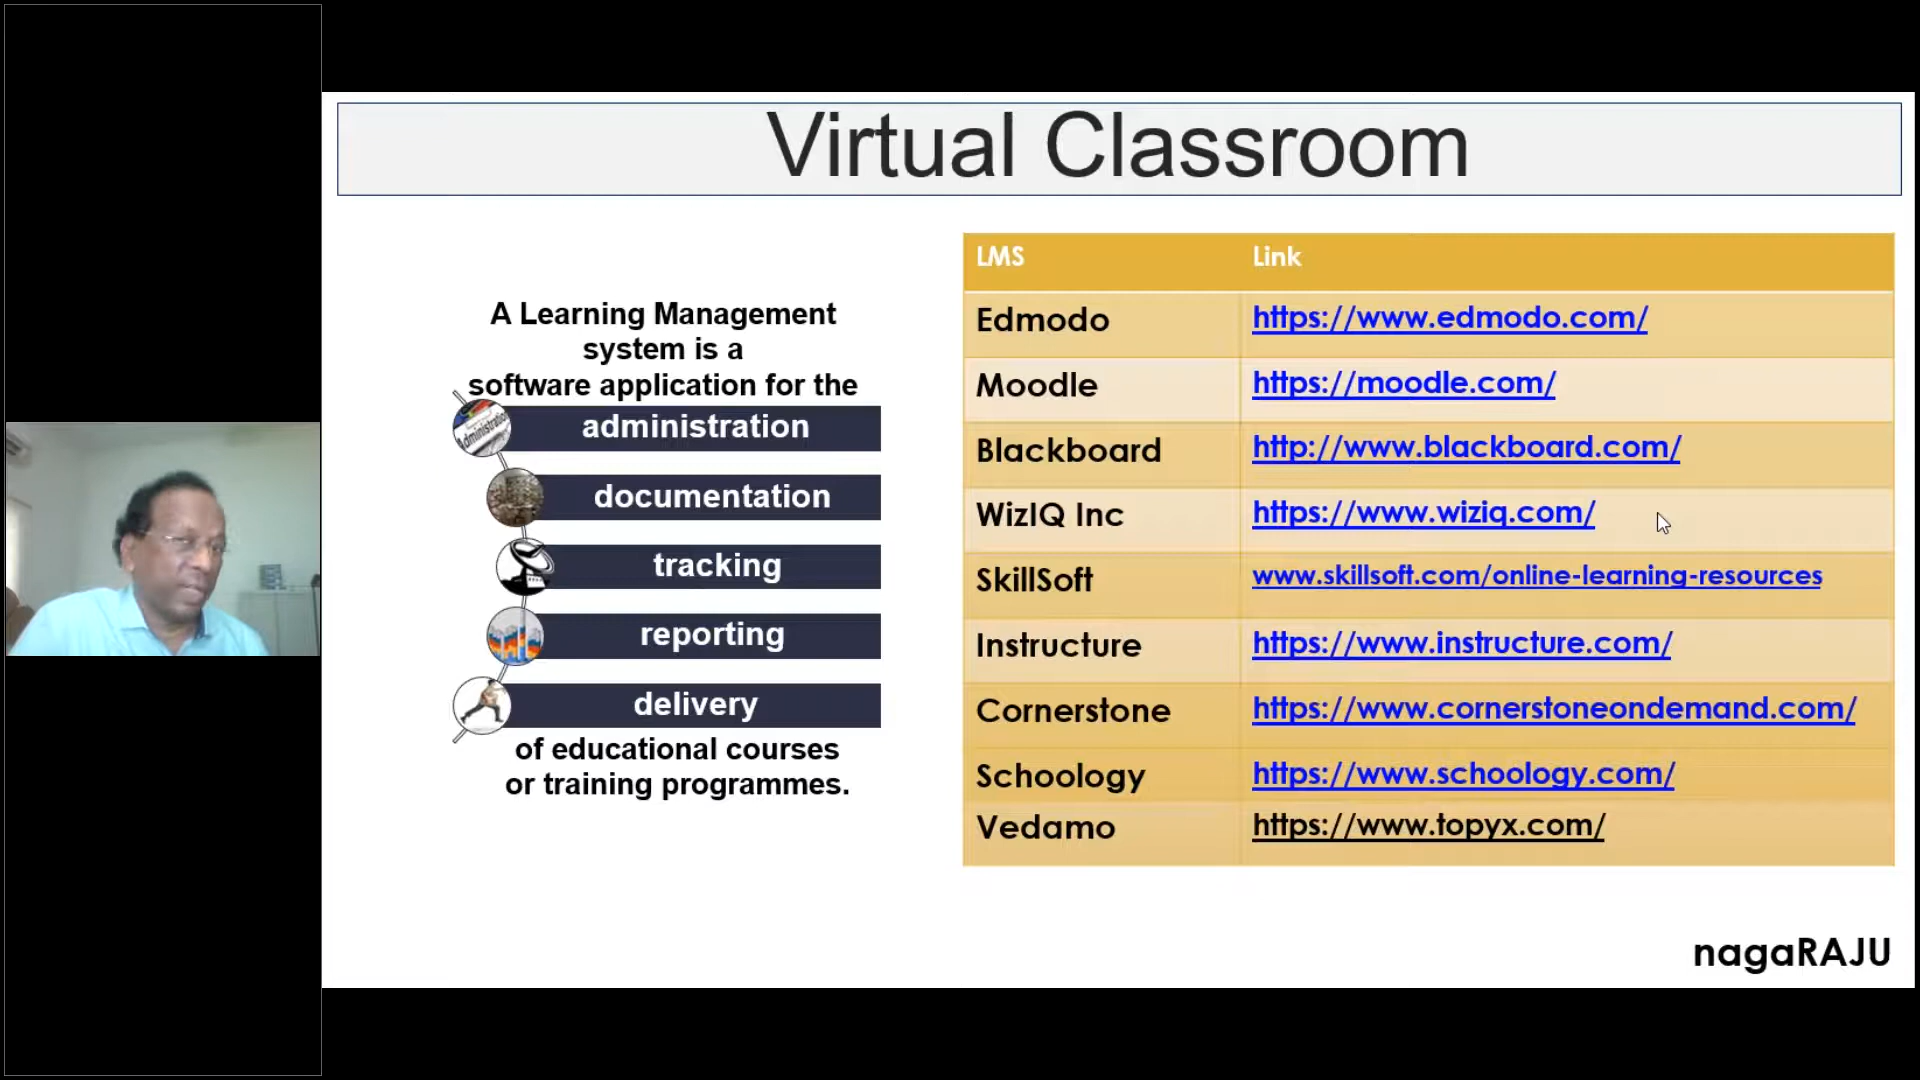 Virtual Classroom
A Learning Management
system is a
software application for the
administration
documentation
tracking
reporting
delivery
of educational courses
or training programmes.
LMS Link
Edmodo https://www.edmodo.com/
Moodle https://moodle.com/
Blackboard http://www.blackboard.com/
WizIQ Inc https://www.wiziq.com/
SkillSoft www.skillsoft.com/online-learning-resources
Instructure https://www.instructure.com/
Cornerstone https://www.cornerstoneondemand.com/
Schoology https://www.schoology.com/
Vedamo https://www.topyx.com/
nagaRAJU